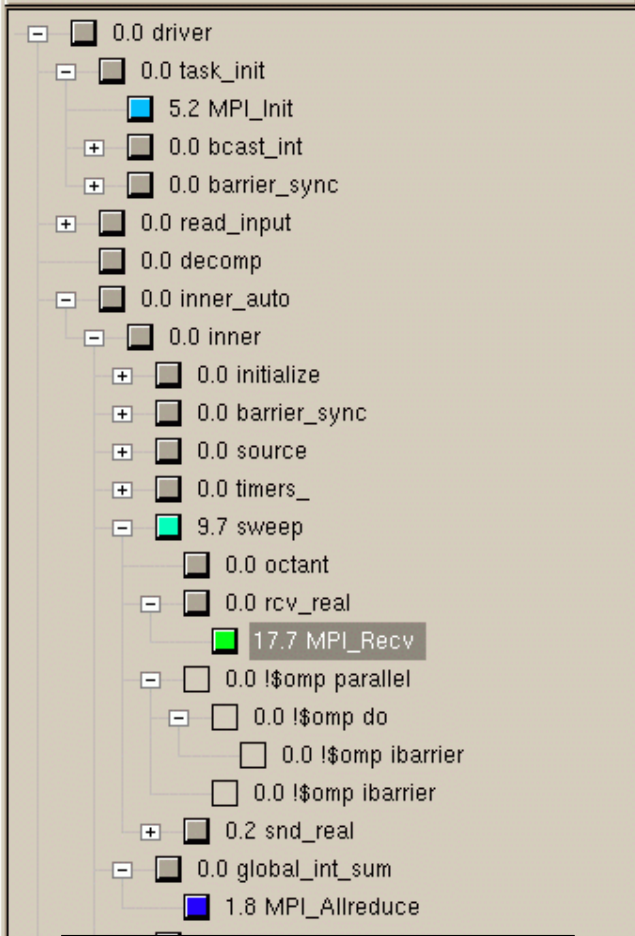 0.0 driver
0.0 task_init
5.2 MPI_Init
0.0 bcast_int
0.0 barrier_sync
0.0 read_input
0.0 decomp
0.0 inner_auto
0.0 inner
0.0 initialize
0.0 barrier_sync
0.0 source
0.0 timers_
9.7 sweep
0.0 octant
0.0 rcv_real
17.7 MPI_Recv
0.0 !$omp parallel
0.0 !$omp do
0.0 !$omp ibarrier
0.0 !$omp ibarrier
0.2 snd_real
0.0 global_int_sum
1.8 MPI_Allreduce